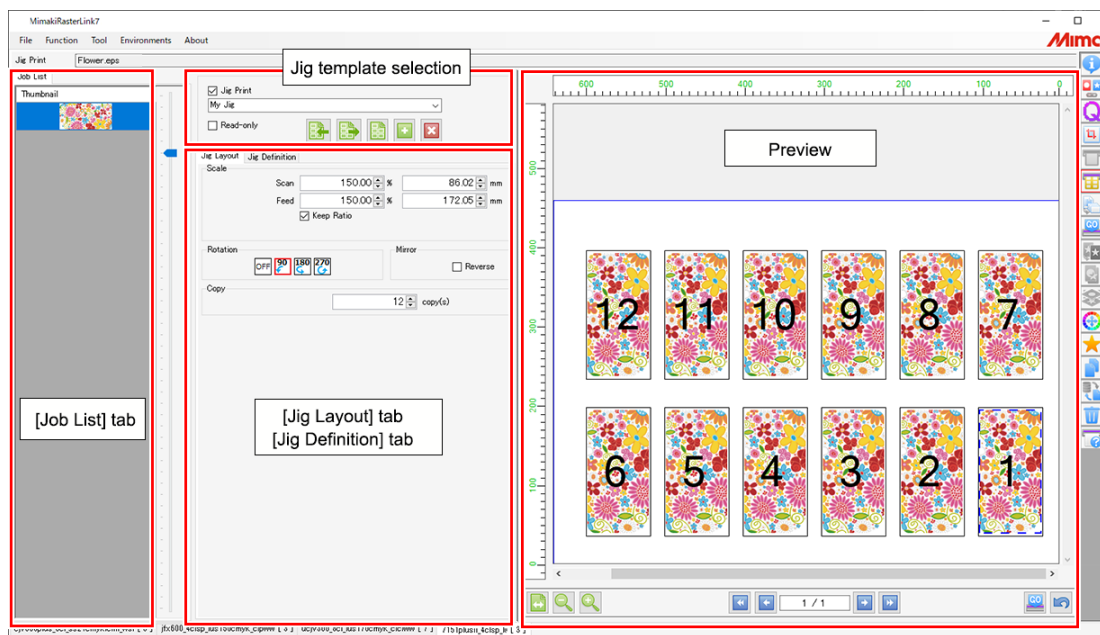 MimakiRasterLink7
File Function Tool Environments About
Jig Print Flower.eps
Jig template selection
Job List
Thumbnail
Jig Print
My Jig
Read-only
Jig Layout Jig Definition
Scale
Scan 150.00 % 86.02 mm
Feed 150.00 % 172.05 mm
Keep Ratio
Rotation Mirror
OFF 90 180 270 Reverse
Copy
12 copy(s)
[Job List] tab
[Jig Layout] tab
[Jig Definition] tab
600 500 400 300 200 100 0
Preview
500
400
300
200
100
0
12 11 10 9 8 7
6 5 4 3 2 1
1 / 1
GO